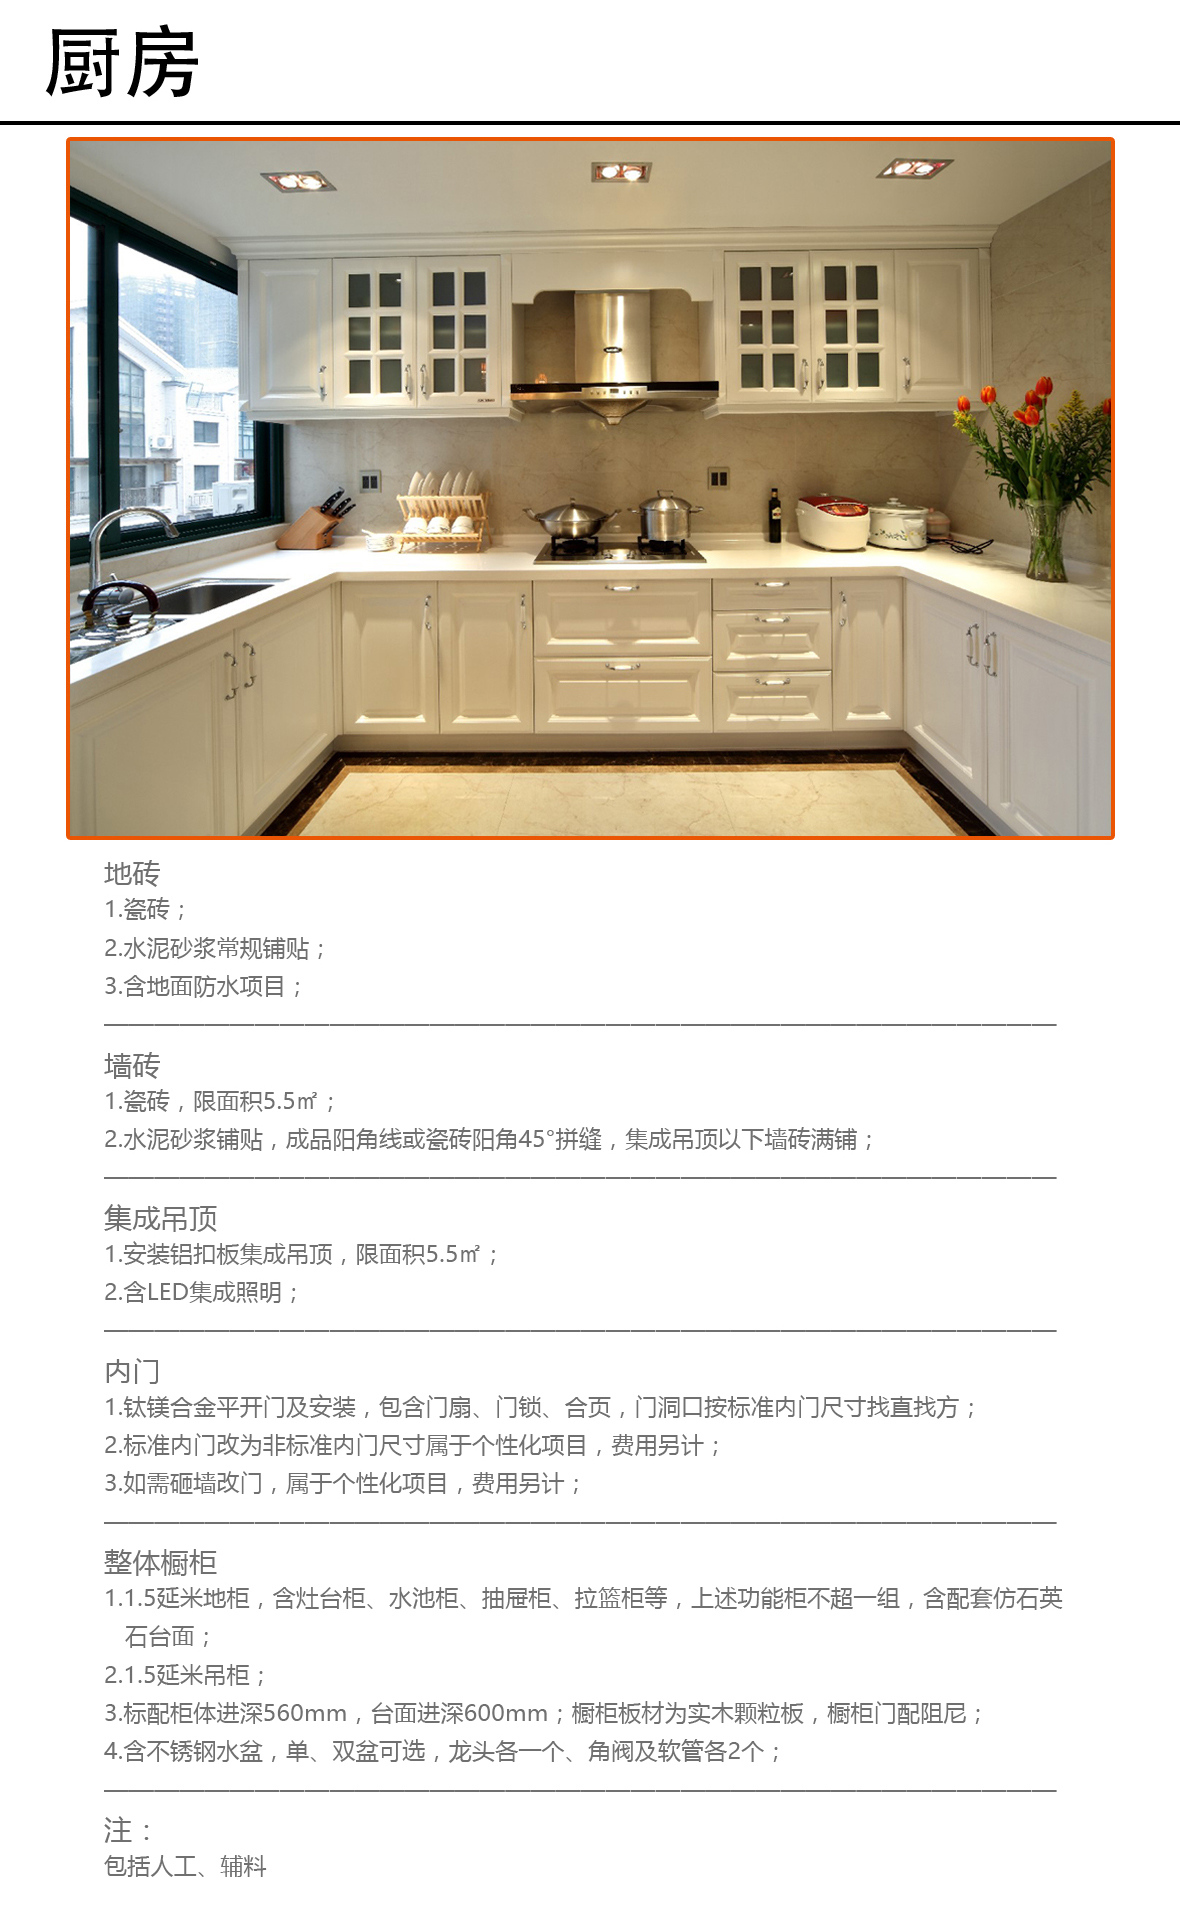 厨房
地砖
1.瓷砖；
2.水泥砂浆常规铺贴；
3.含地面防水项目；
墙砖
1.瓷砖，限面积5.5㎡；
2.水泥砂浆铺贴，成品阳角线或瓷砖阳角45°拼缝，集成吊顶以下墙砖满铺；
集成吊顶
1.安装铝扣板集成吊顶，限面积5.5㎡；
2.含LED集成照明；
内门
1.钛镁合金平开门及安装，包含门扇、门锁、合页，门洞口按标准内门尺寸找直找方；
2.标准内门改为非标准内门尺寸属于个性化项目，费用另计；
3.如需砸墙改门，属于个性化项目，费用另计；
整体橱柜
1.1.5延米地柜，含灶台柜、水池柜、抽屉柜、拉篮柜等，上述功能柜不超一组，含配套仿石英
石台面；
2.1.5延米吊柜；
3.标配柜体进深560mm，台面进深600mm；橱柜板材为实木颗粒板，橱柜门配阻尼；
4.含不锈钢水盆，单、双盆可选，龙头各一个、角阀及软管各2个；
注：
包括人工、辅料